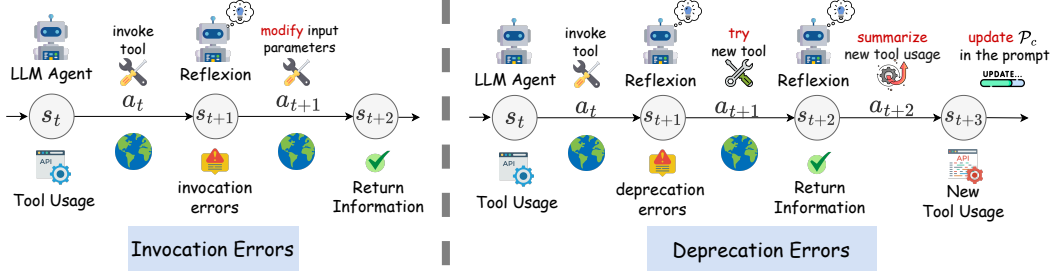 invoke
tool
modify input
parameters
LLM Agent
Reflexion
s_t
a_t
s_{t+1}
a_{t+1}
s_{t+2}
API
Tool Usage
invocation
errors
Return
Information
Invocation Errors
invoke
tool
try
new tool
summarize
new tool usage
update P_c
in the prompt
UPDATE...
LLM Agent
Reflexion
Reflexion
s_t
a_t
s_{t+1}
a_{t+1}
s_{t+2}
a_{t+2}
s_{t+3}
API
API
Tool Usage
deprecation
errors
Return
Information
New
Tool Usage
Deprecation Errors